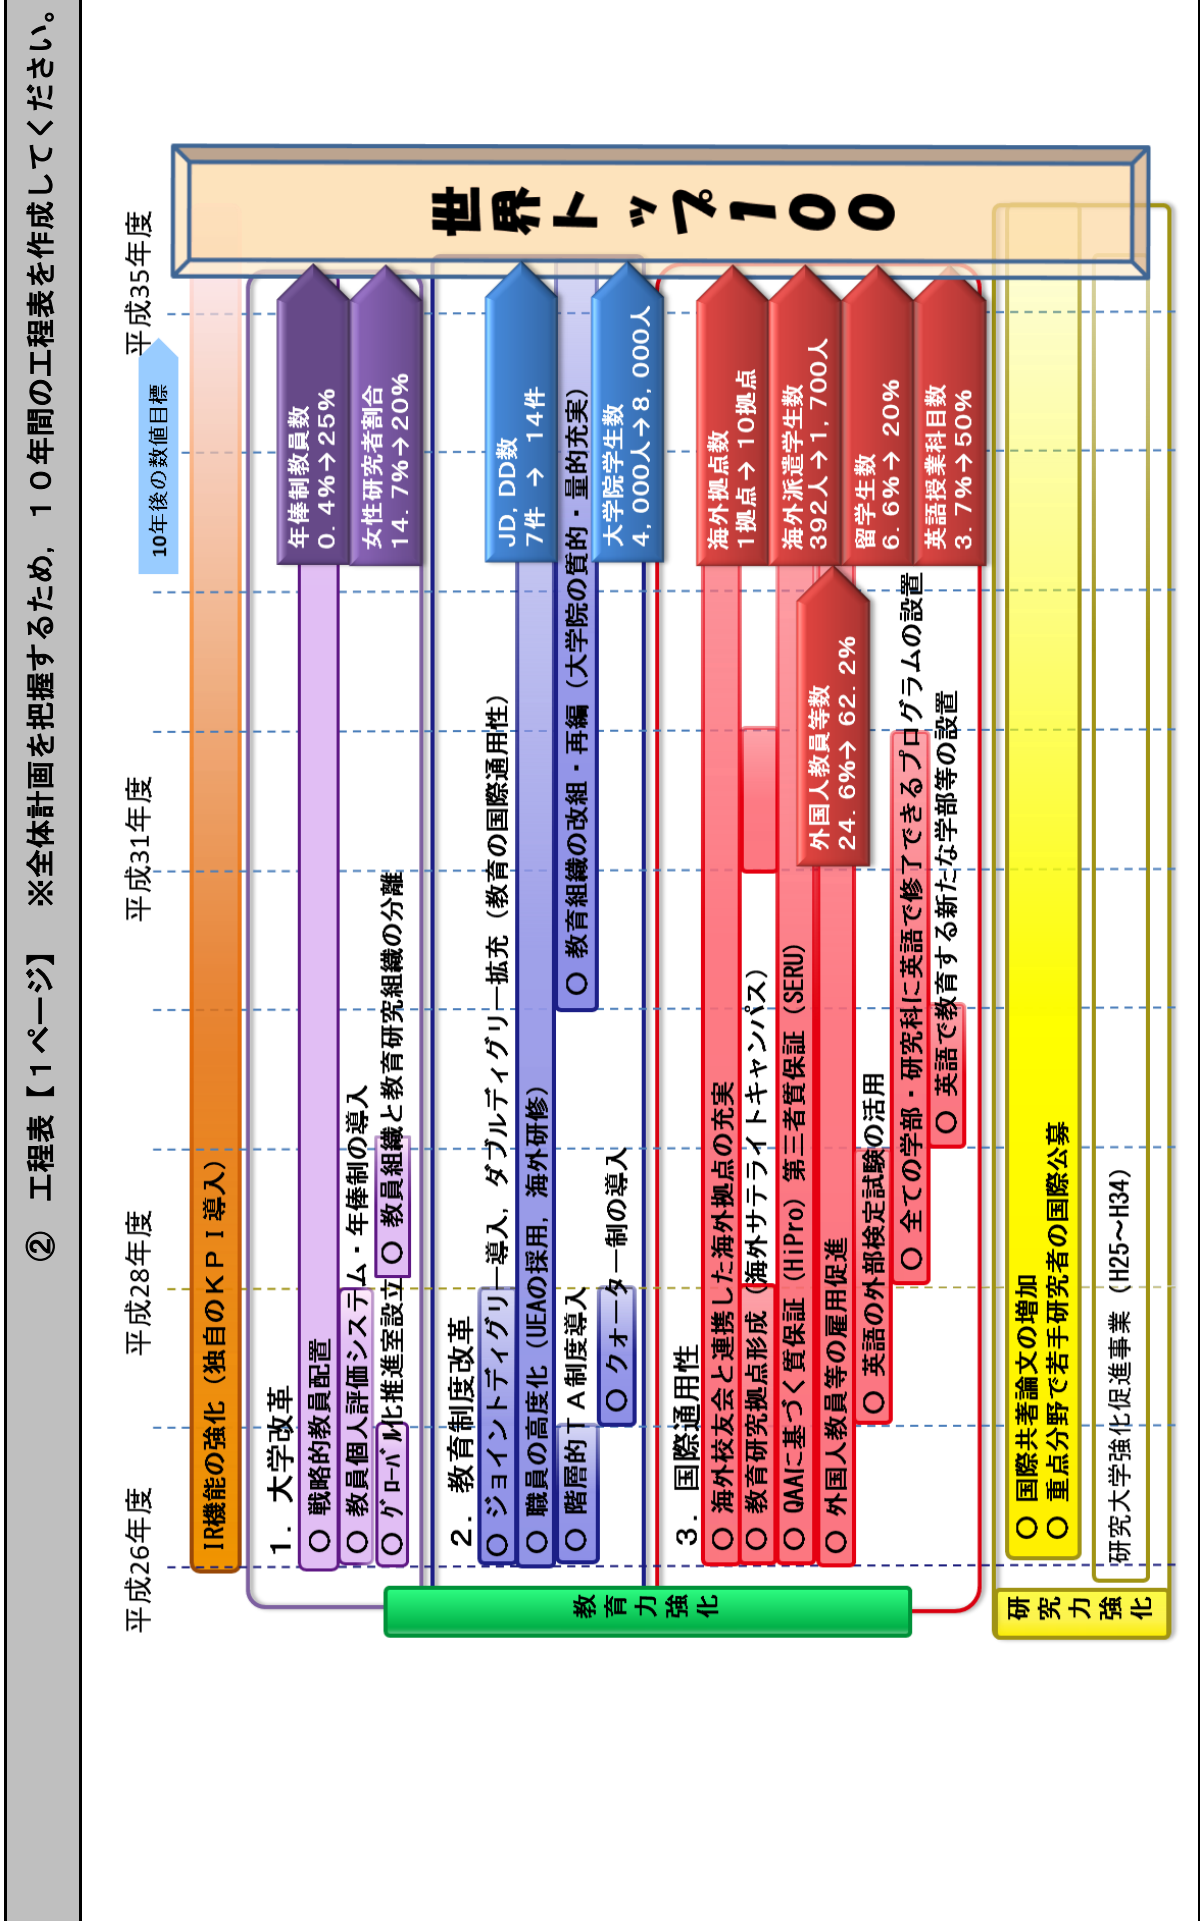 ② 工程表【１ページ】 ※全体計画を把握するため，１０年間の工程表を作成してください。
平成26年度
平成28年度
平成31年度
平成35年度
10年後の数値目標
IR機能の強化（独自のＫＰＩ導入）
1. 大学改革
○ 戦略的教員配置
○ 教員個人評価システム・年俸制の導入
○ ｸﾞﾛｰﾊﾞﾙ化推進室設立
○ 教員組織と教育研究組織の分離
年俸制教員数
0.4%→25%
女性研究者割合
14.7%→20%
2. 教育制度改革
○ ジョイントディグリー導入，ダブルディグリー拡充（教育の国際通用性）
○ 職員の高度化（UEAの採用，海外研修）
○ 階層的ＴＡ制度導入
○ 教育組織の改組・再編（大学院の質的・量的充実）
○ クォーター制の導入
JD, DD数
7件 → 14件
大学院学生数
4,000人→8,000人
3. 国際通用性
○ 海外校友会と連携した海外拠点の充実
○ 教育研究拠点形成（海外サテライトキャンパス）
○ QAAに基づく質保証（HiPro）第三者質保証（SERU）
○ 外国人教員等の雇用促進
○ 英語の外部検定試験の活用
○ 全ての学部・研究科に英語で修了できるプログラムの設置
○ 英語で教育する新たな学部等の設置
外国人教員等数
24.6%→ 62.2%
海外拠点数
1拠点→ 10拠点
海外派遣学生数
392人→1,700人
留学生数
6.6%→ 20%
英語授業科目数
3.7%→50%
教育力強化
○ 国際共著論文の増加
○ 重点分野で若手研究者の国際公募
研究大学強化促進事業（H25～H34）
研究力強化
世界トップ100